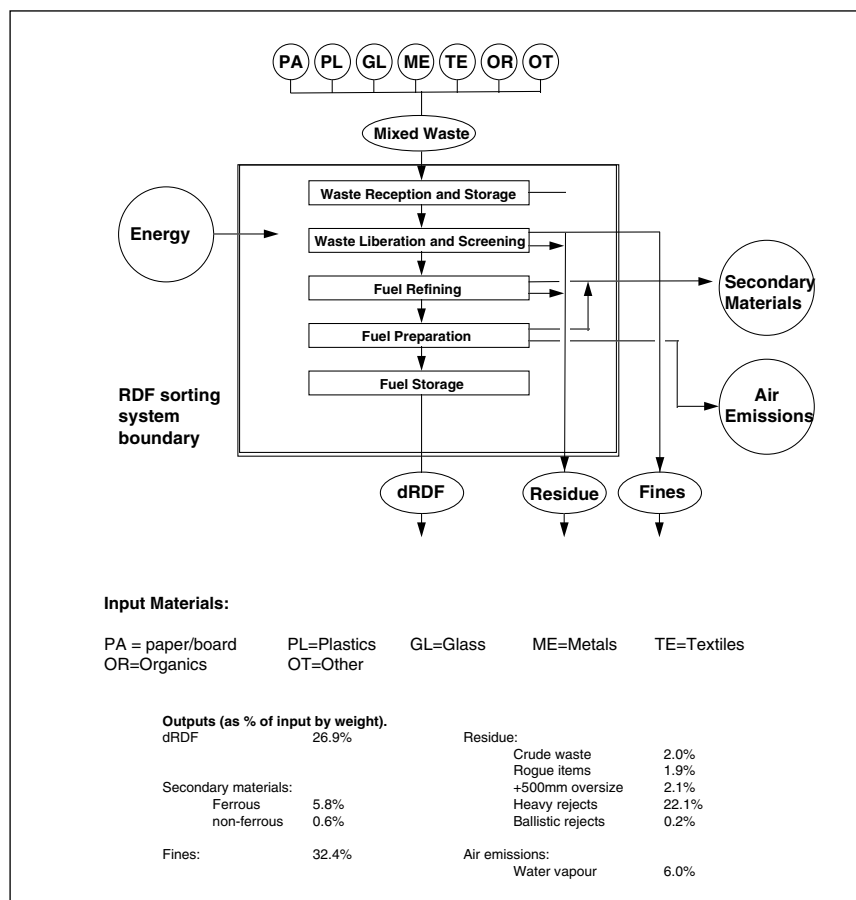 PA PL GL ME TE OR OT
Mixed Waste
Waste Reception and Storage
Energy
Waste Liberation and Screening
Fuel Refining
Secondary
Materials
Fuel Preparation
Fuel Storage
RDF sorting
system
boundary
Air
Emissions
dRDF Residue Fines
Input Materials:
PA = paper/board PL=Plastics GL=Glass ME=Metals TE=Textiles
OR=Organics OT=Other
Outputs (as % of input by weight).
dRDF 26.9% Residue:
Crude waste 2.0%
Rogue items 1.9%
Secondary materials: +500mm oversize 2.1%
Ferrous 5.8% Heavy rejects 22.1%
non-ferrous 0.6% Ballistic rejects 0.2%
Fines: 32.4% Air emissions:
Water vapour 6.0%